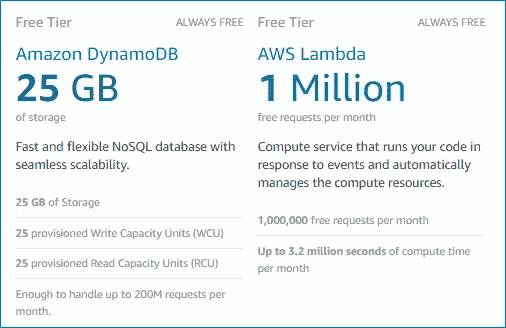 Free Tier
ALWAYS FREE
Amazon DynamoDB
25 GB
of storage
Fast and flexible NoSQL database with
seamless scalability.
25 GB of Storage
25 provisioned Write Capacity Units (WCU)
25 provisioned Read Capacity Units (RCU)
Enough to handle up to 200M requests per
month.
Free Tier
ALWAYS FREE
AWS Lambda
1 Million
free requests per month
Compute service that runs your code in
response to events and automatically
manages the compute resources.
1,000,000 free requests per month
Up to 3.2 million seconds of compute time
per month